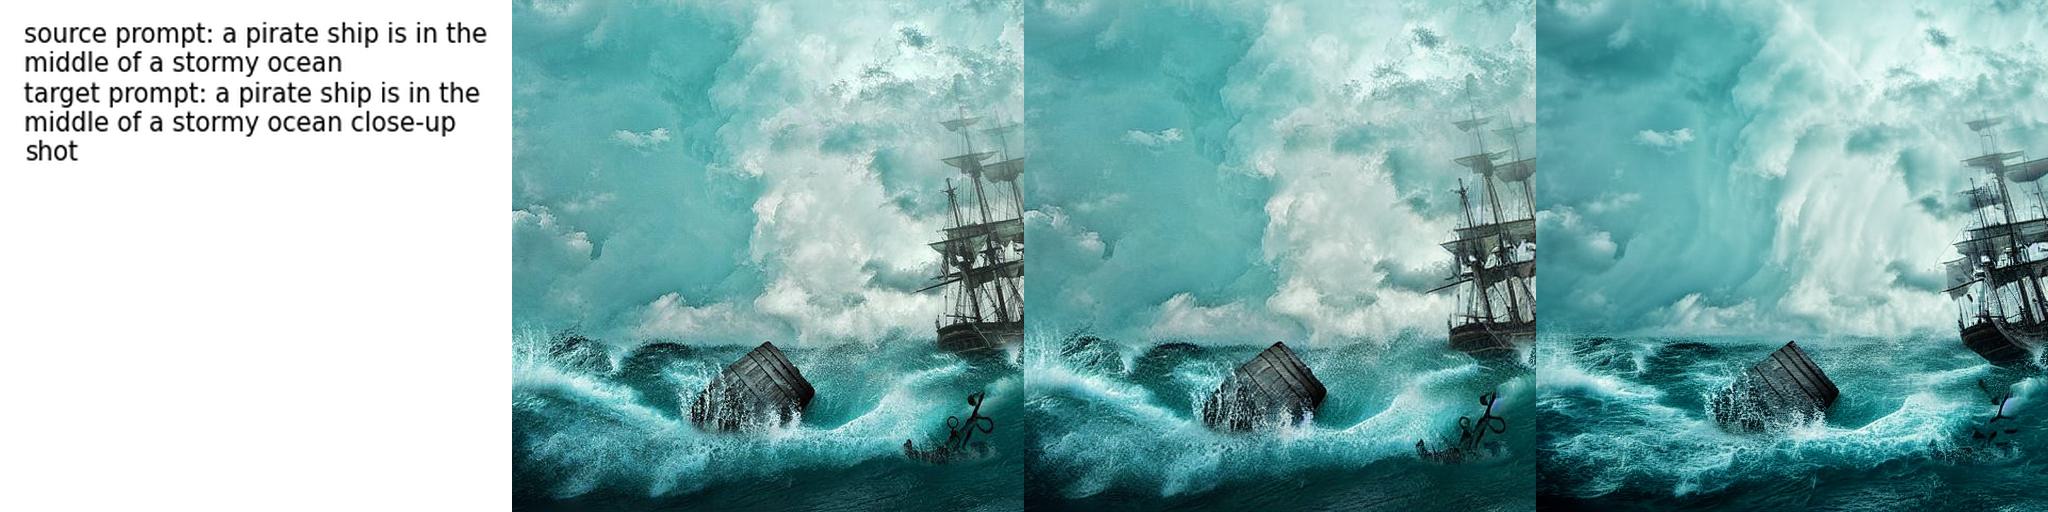 source prompt: a pirate ship is in the
middle of a stormy ocean
target prompt: a pirate ship is in the
middle of a stormy ocean close-up
shot